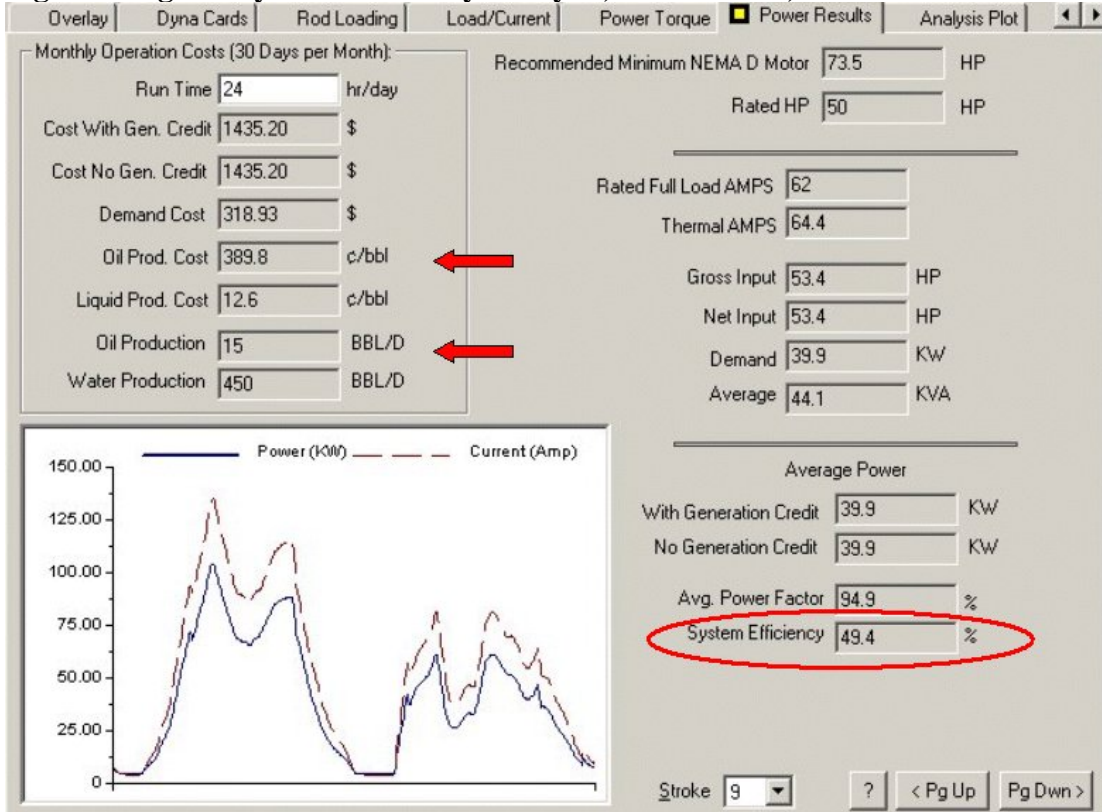 Overlay Dyna Cards Rod Loading Load/Current Power Torque Power Results Analysis Plot
Monthly Operation Costs (30 Days per Month):
Run Time 24 hr/day
Cost With Gen. Credit 1435.20 $
Cost No Gen. Credit 1435.20 $
Demand Cost 318.93 $
Oil Prod. Cost 389.8 ¢/bbl
Liquid Prod. Cost 12.6 ¢/bbl
Oil Production 15 BBL/D
Water Production 450 BBL/D
Recommended Minimum NEMA D Motor 73.5 HP
Rated HP 50 HP
Rated Full Load AMPS 62
Thermal AMPS 64.4
Gross Input 53.4 HP
Net Input 53.4 HP
Demand 39.9 KW
Average 44.1 KVA
Average Power
With Generation Credit 39.9 KW
No Generation Credit 39.9 KW
Avg. Power Factor 94.9 %
System Efficiency 49.4 %
Power (KW) Current (Amp)
150.00
125.00
100.00
75.00
50.00
25.00
0
Stroke 9 ? < Pg Up Pg Dwn >